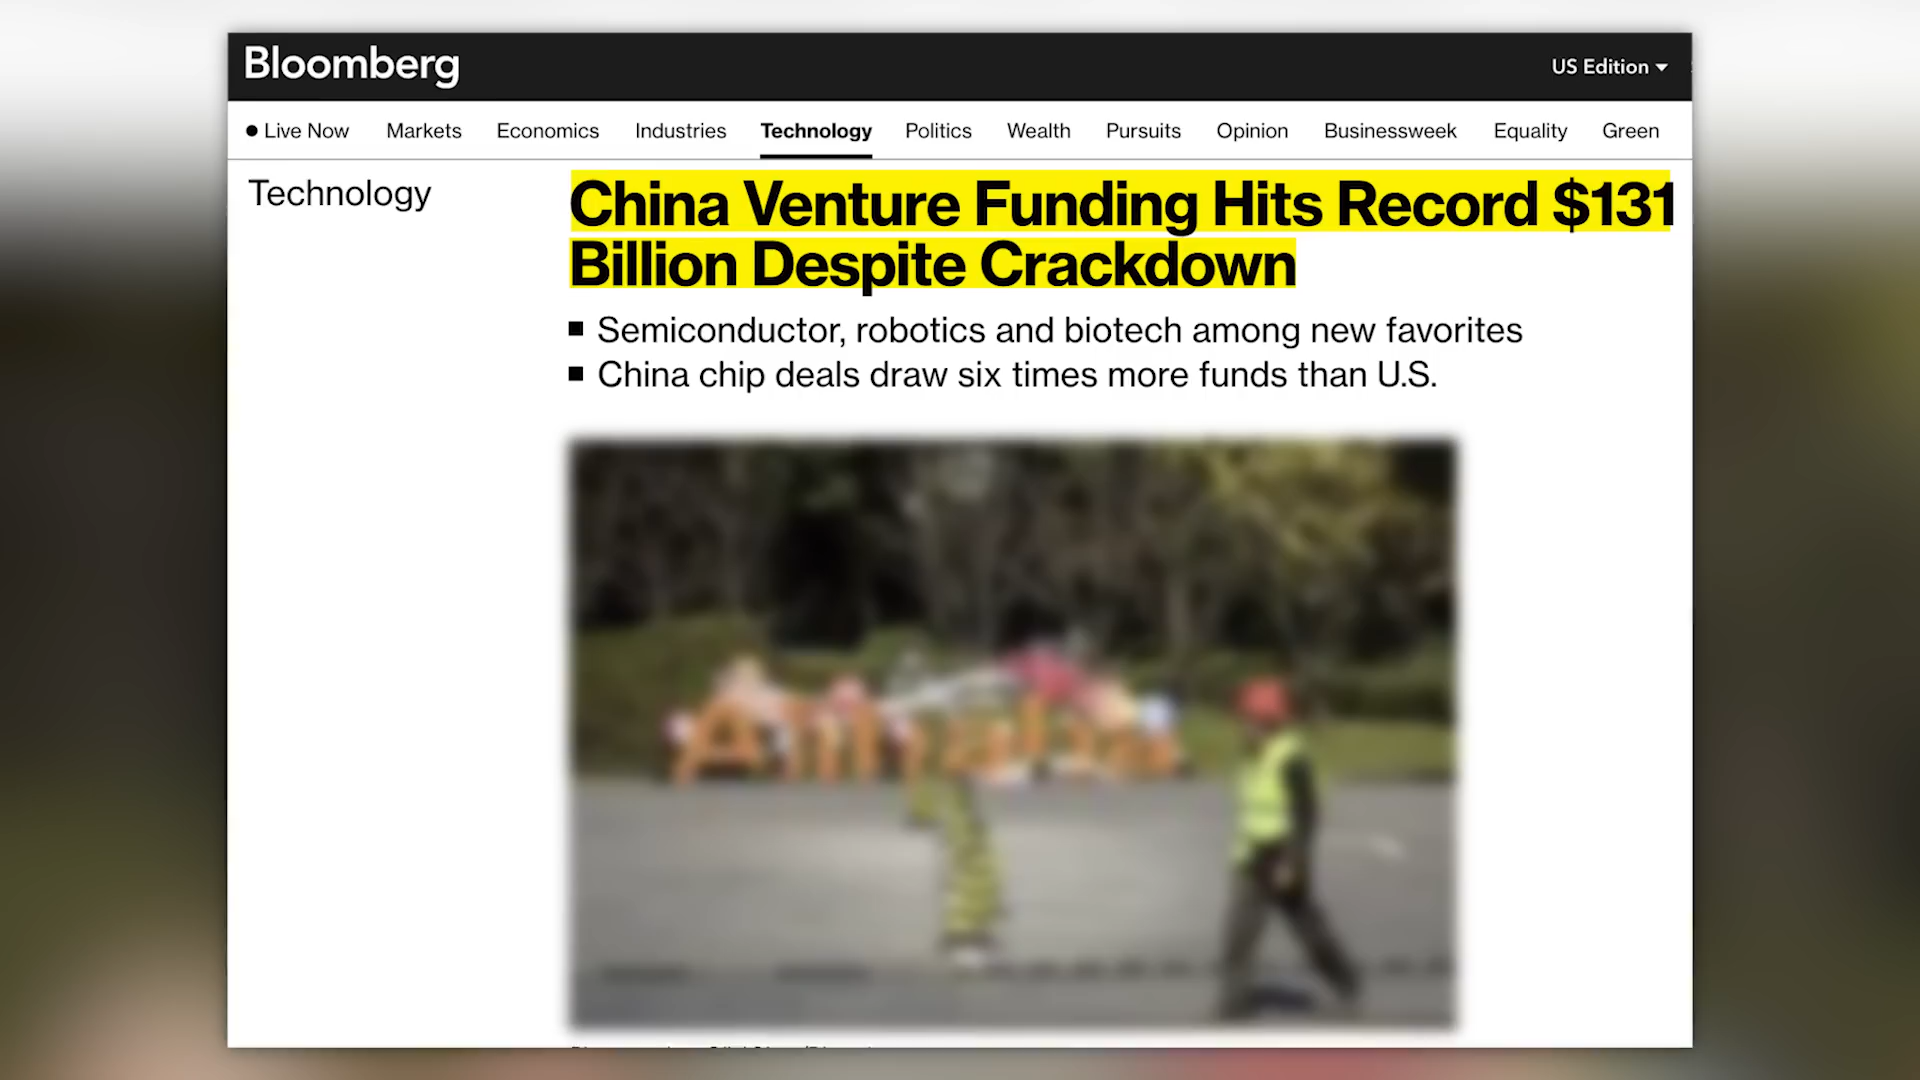 Bloomberg
US Edition
Live Now Markets Economics Industries Technology Politics Wealth Pursuits Opinion Businessweek Equality Green
Technology
China Venture Funding Hits Record $131
Billion Despite Crackdown
Semiconductor, robotics and biotech among new favorites
China chip deals draw six times more funds than U.S.